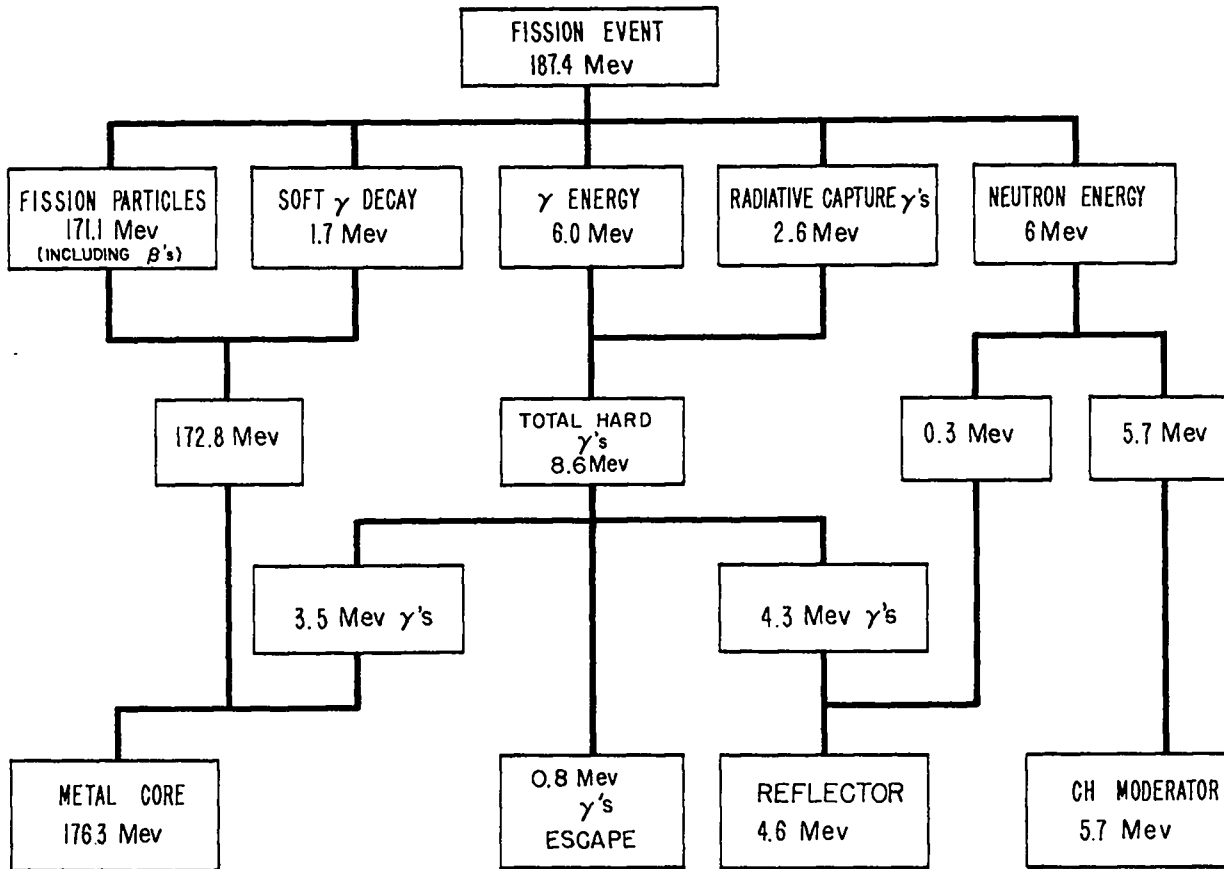 FISSION EVENT
187.4 Mev
FISSION PARTICLES
171.1 Mev
(INCLUDING β's)
SOFT γ DECAY
1.7 Mev
γ ENERGY
6.0 Mev
RADIATIVE CAPTURE γ's
2.6 Mev
NEUTRON ENERGY
6 Mev
172.8 Mev
TOTAL HARD
γ's
8.6 Mev
0.3 Mev
5.7 Mev
3.5 Mev γ's
4.3 Mev γ's
METAL CORE
176.3 Mev
0.8 Mev
γ's
ESCAPE
REFLECTOR
4.6 Mev
CH MODERATOR
5.7 Mev